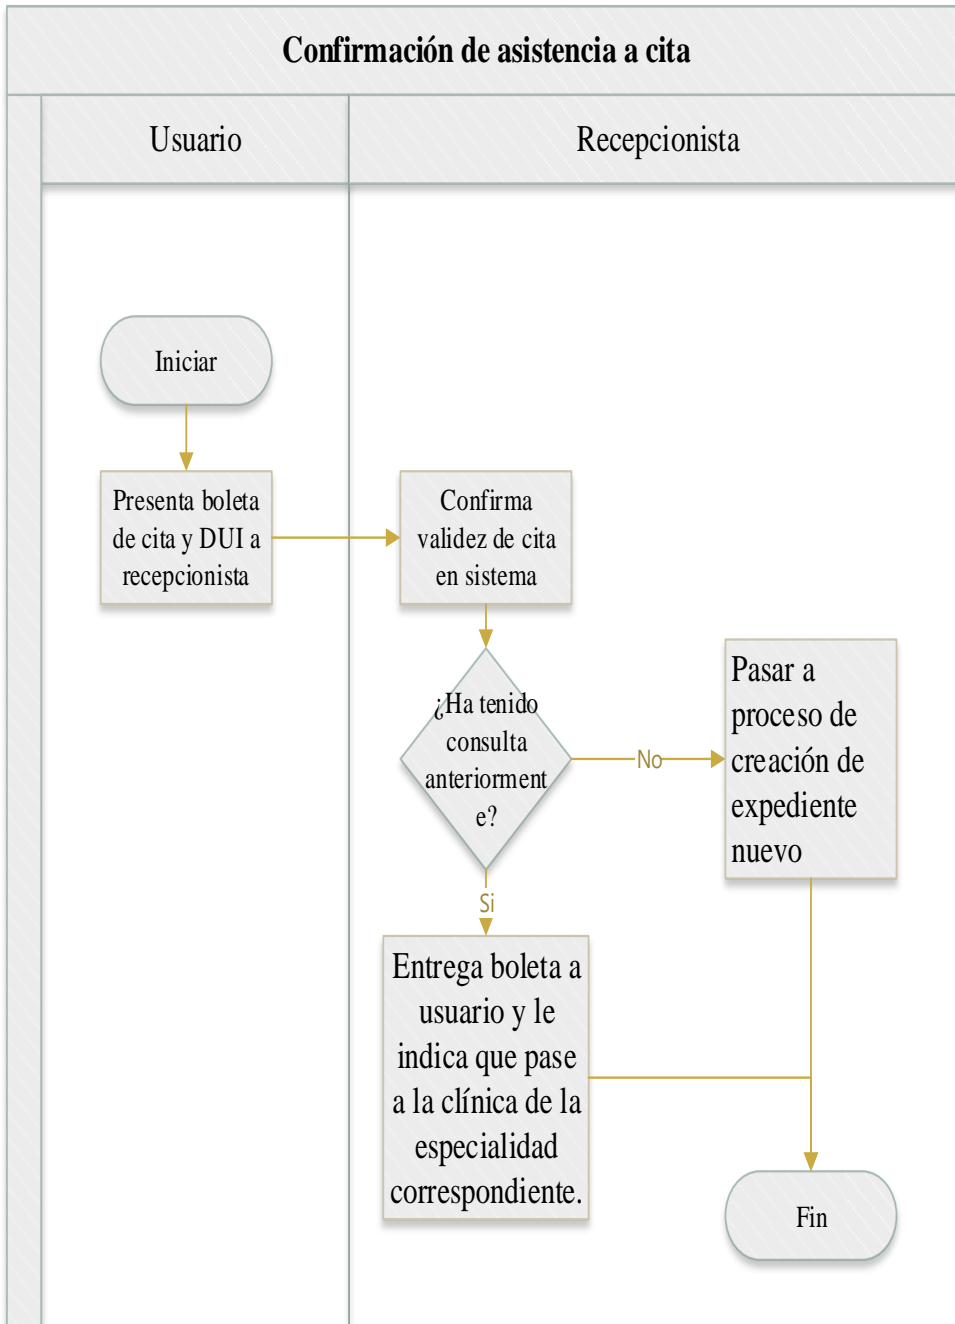 Confirmación de asistencia a cita
Usuario
Recepcionista
Iniciar
Presenta boleta
de cita y DUI a
recepcionista
Confirma
validez de cita
en sistema
¿Ha tenido
consulta
anteriorment
e?
No
Pasar a
proceso de
creación de
expediente
nuevo
Si
Entrega boleta a
usuario y le
indica que pase
a la clínica de la
especialidad
correspondiente.
Fin